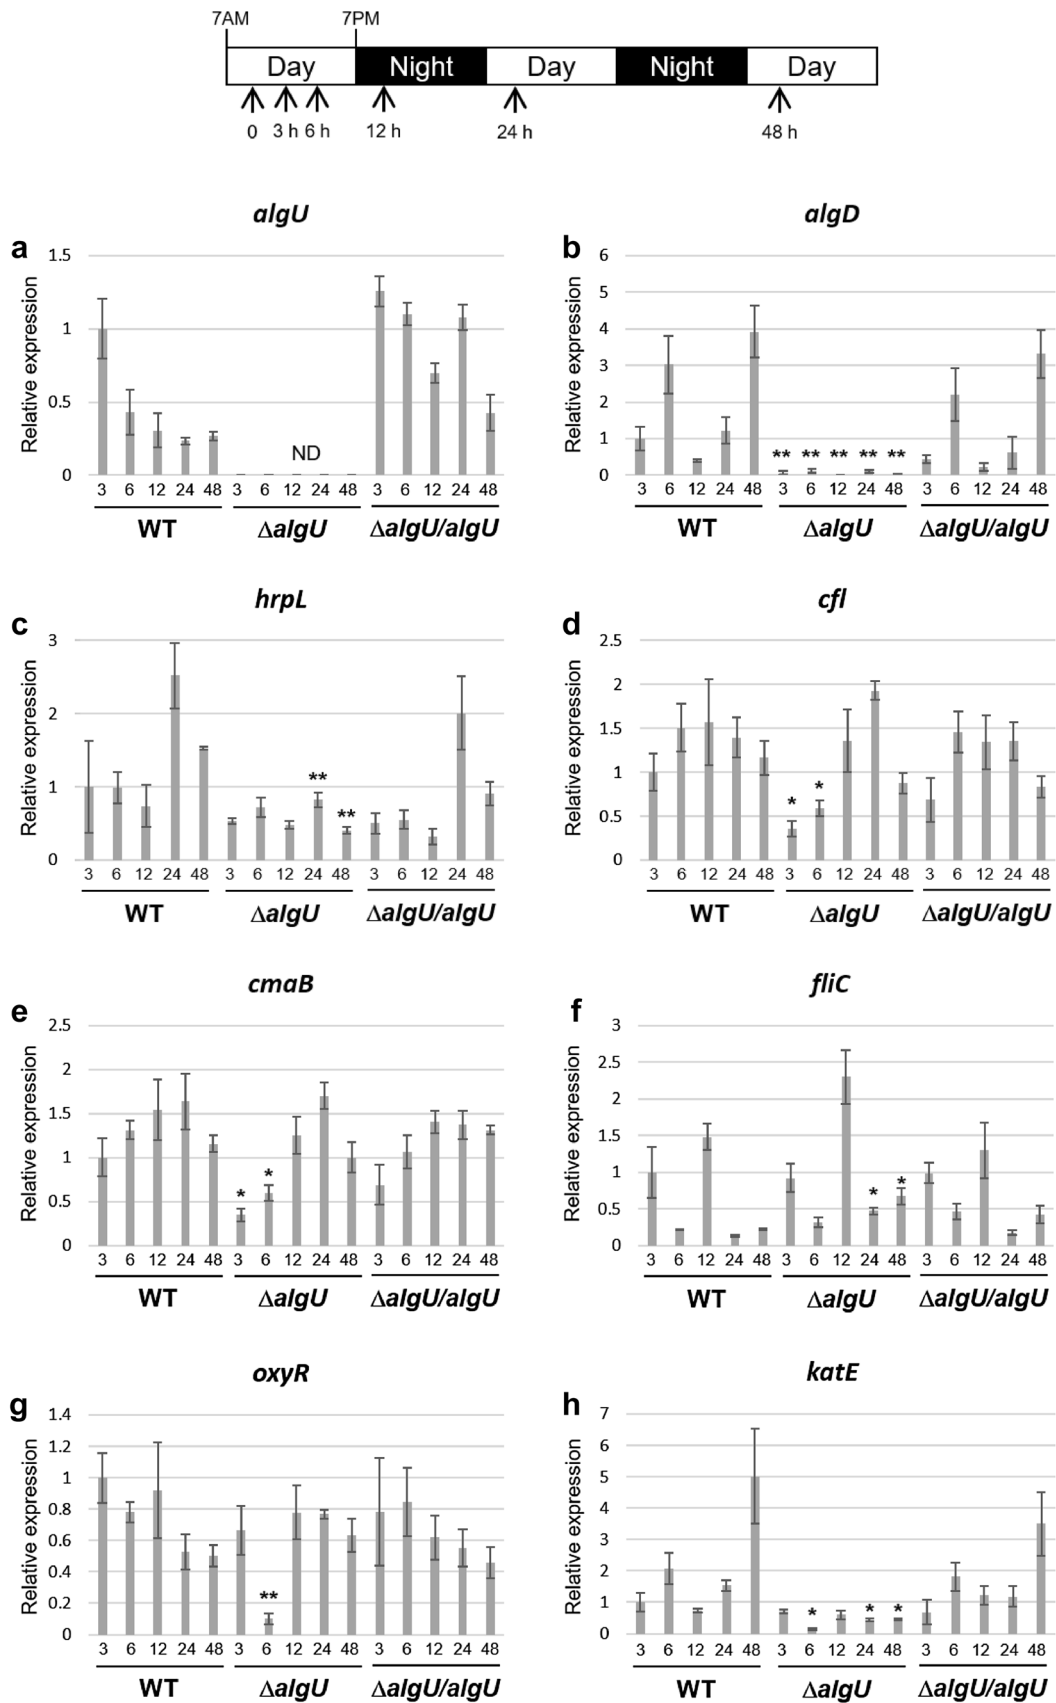 7AM 7PM
Day Night Day Night Day
0 3 h 6 h 12 h 24 h 48 h
algU
a
Relative expression
1.5
1
0.5
0
ND
3 6 12 24 48 3 6 12 24 48 3 6 12 24 48
WT ΔalgU ΔalgU/algU
algD
b
Relative expression
6
5
4
3
2
1
0
** ** ** ** **
3 6 12 24 48 3 6 12 24 48 3 6 12 24 48
WT ΔalgU ΔalgU/algU
hrpL
c
Relative expression
3
2
1
0
** **
3 6 12 24 48 3 6 12 24 48 3 6 12 24 48
WT ΔalgU ΔalgU/algU
cfl
d
Relative expression
2.5
2
1.5
1
0.5
0
* *
3 6 12 24 48 3 6 12 24 48 3 6 12 24 48
WT ΔalgU ΔalgU/algU
cmaB
e
Relative expression
2.5
2
1.5
1
0.5
0
* *
3 6 12 24 48 3 6 12 24 48 3 6 12 24 48
WT ΔalgU ΔalgU/algU
fliC
f
Relative expression
3
2.5
2
1.5
1
0.5
0
* *
3 6 12 24 48 3 6 12 24 48 3 6 12 24 48
WT ΔalgU ΔalgU/algU
oxyR
g
Relative expression
1.4
1.2
1
0.8
0.6
0.4
0.2
0
**
3 6 12 24 48 3 6 12 24 48 3 6 12 24 48
WT ΔalgU ΔalgU/algU
katE
h
Relative expression
7
6
5
4
3
2
1
0
* * *
3 6 12 24 48 3 6 12 24 48 3 6 12 24 48
WT ΔalgU ΔalgU/algU